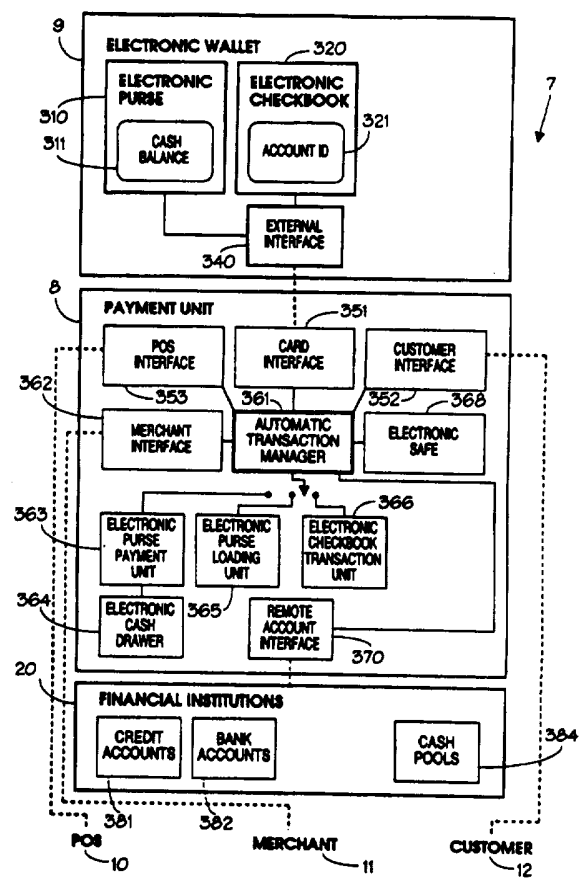 9
ELECTRONIC WALLET
320
ELECTRONIC
PURSE
ELECTRONIC
CHECKBOOK
7
310
311
CASH
BALANCE
321
ACCOUNT ID
EXTERNAL
INTERFACE
340
8
PAYMENT UNIT
351
POS
INTERFACE
CARD
INTERFACE
CUSTOMER
INTERFACE
362
353
361
352
368
MERCHANT
INTERFACE
AUTOMATIC
TRANSACTION
MANAGER
ELECTRONIC
SAFE
363
ELECTRONIC
PURSE
PAYMENT
UNIT
ELECTRONIC
PURSE
LOADING
UNIT
366
ELECTRONIC
CHECKBOOK
TRANSACTION
UNIT
364
ELECTRONIC
CASH
DRAWER
365
REMOTE
ACCOUNT
INTERFACE
370
20
FINANCIAL INSTITUTIONS
CREDIT
ACCOUNTS
BANK
ACCOUNTS
CASH
POOLS
384
381
382
POS
10
MERCHANT
11
CUSTOMER
12